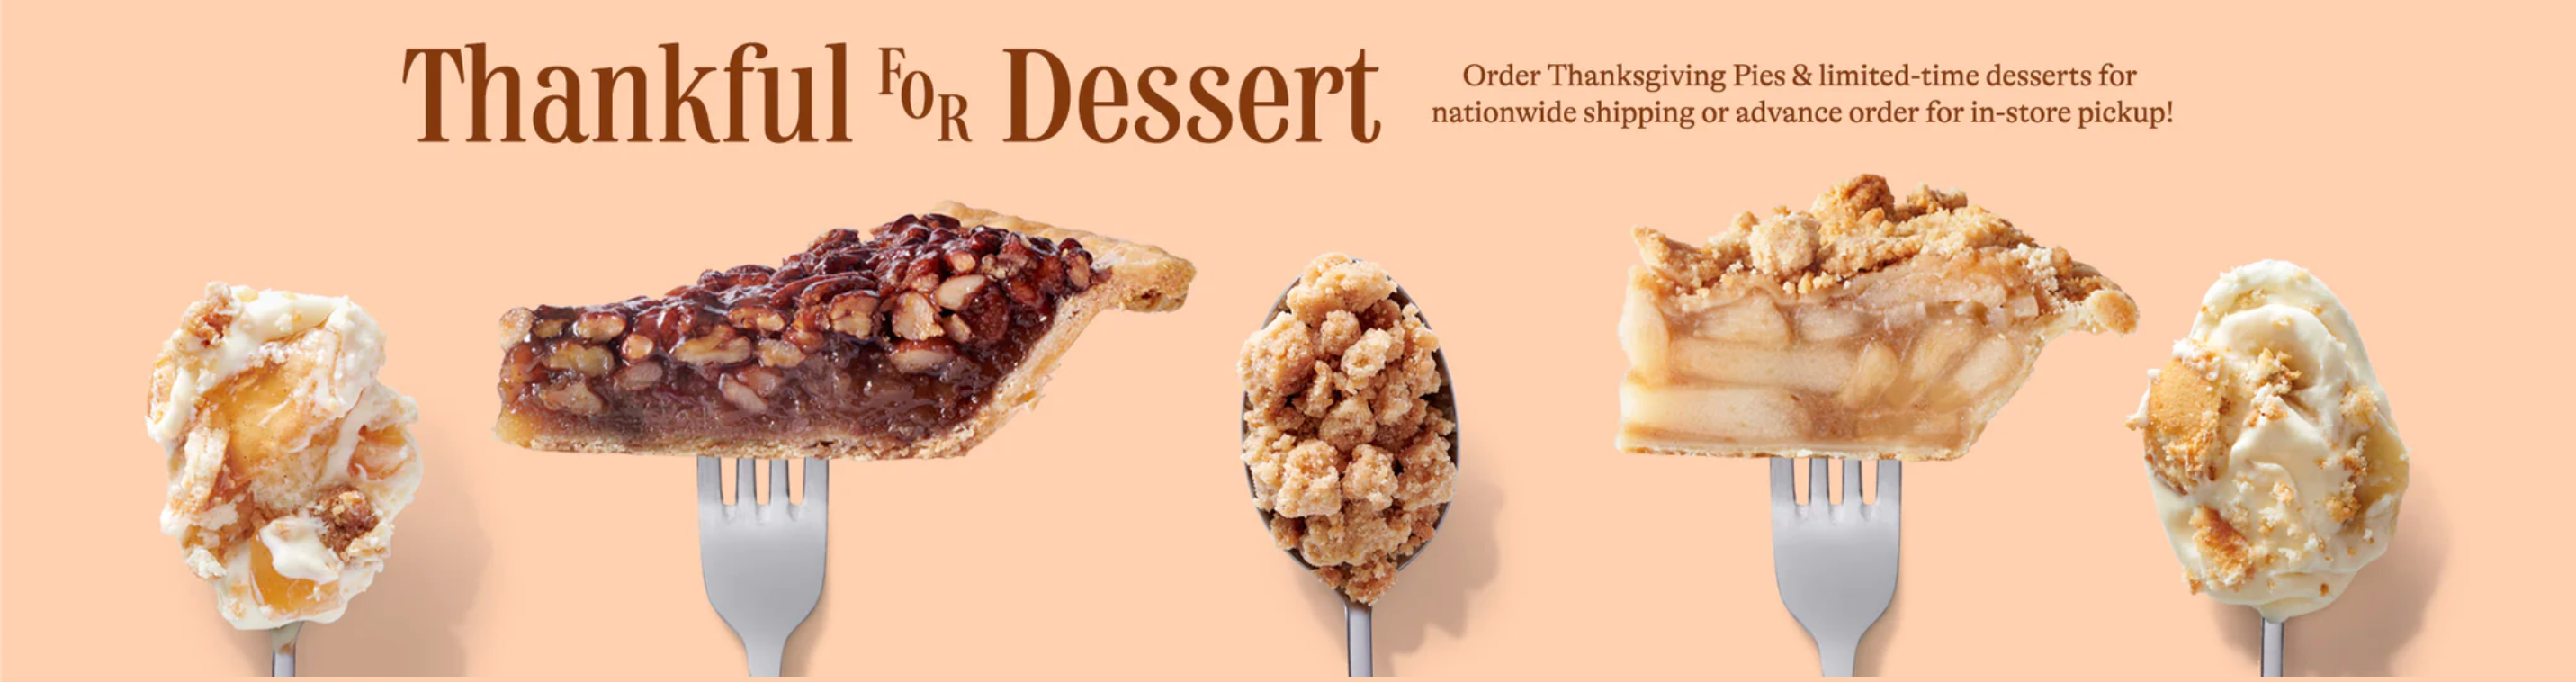 Thankful FOR Dessert
Order Thanksgiving Pies & limited-time desserts for
nationwide shipping or advance order for in-store pickup!